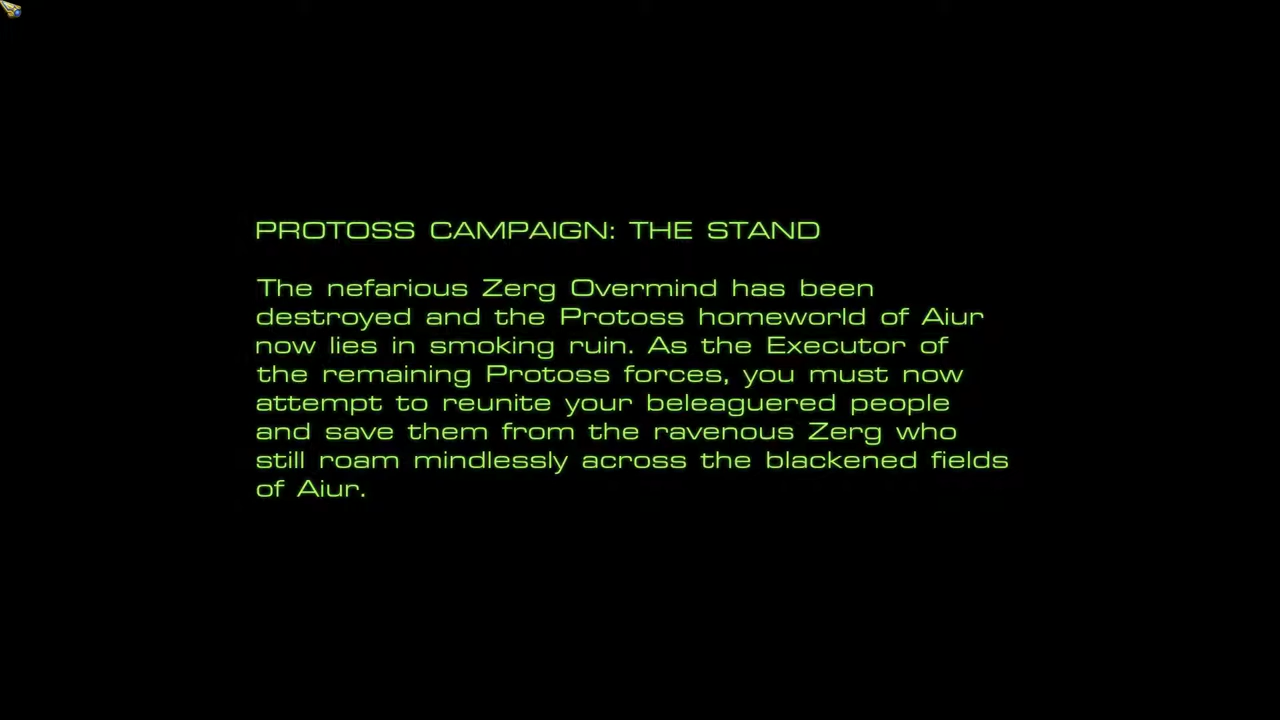 PROTOSS CAMPAIGN: THE STAND
The nefarious Zerg Overmind has been
destroyed and the Protoss homeworld of Aiur
now lies in smoking ruin. As the Executor of
the remaining Protoss forces, you must now
attempt to reunite your beleaguered people
and save them from the ravenous Zerg who
still roam mindlessly across the blackened fields
of Aiur.